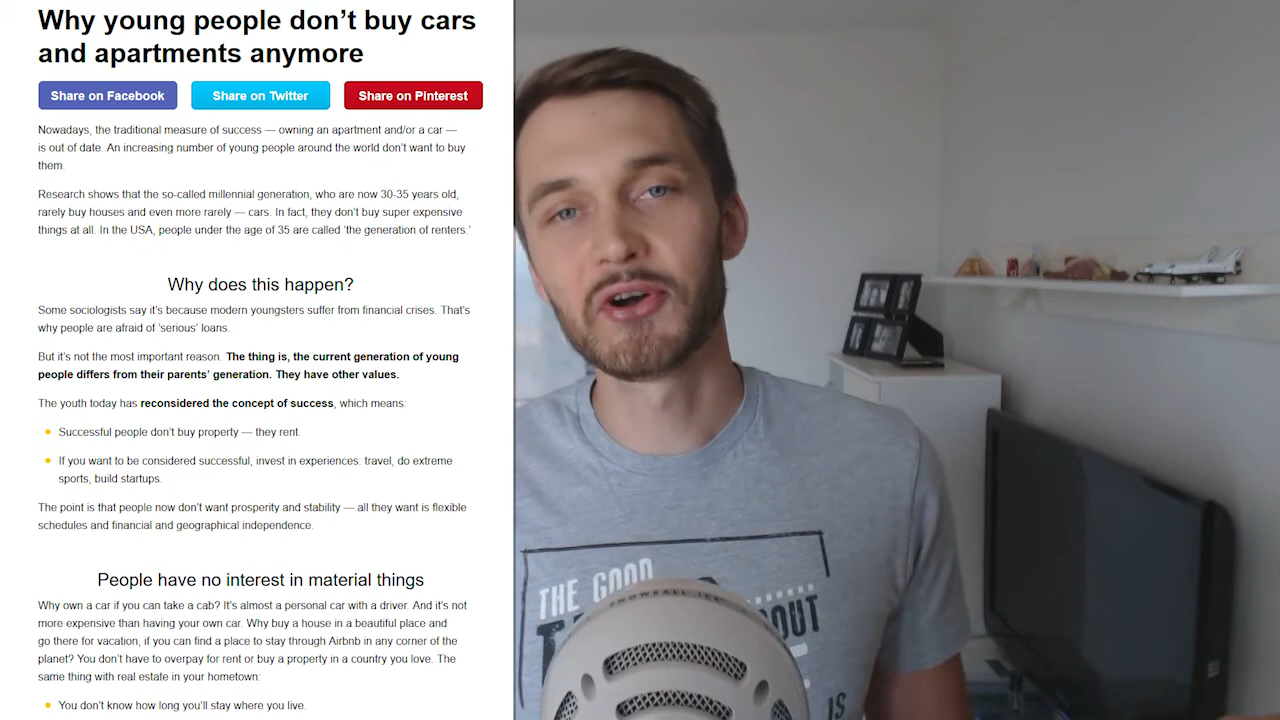 Why young people don’t buy cars
and apartments anymore
Share on Facebook
Share on Twitter
Share on Pinterest
Nowadays, the traditional measure of success — owning an apartment and/or a car —
is out of date. An increasing number of young people around the world don’t want to buy
them.
Research shows that the so-called millennial generation, who are now 30-35 years old,
rarely buy houses and even more rarely — cars. In fact, they don’t buy super expensive
things at all. In the USA, people under the age of 35 are called ‘the generation of renters.’
Why does this happen?
Some sociologists say it’s because modern youngsters suffer from financial crises. That’s
why people are afraid of ‘serious’ loans.
But it’s not the most important reason. The thing is, the current generation of young
people differs from their parents’ generation. They have other values.
The youth today has reconsidered the concept of success, which means:
Successful people don’t buy property — they rent.
If you want to be considered successful, invest in experiences: travel, do extreme
sports, build startups.
The point is that people now don’t want prosperity and stability — all they want is flexible
schedules and financial and geographical independence.
People have no interest in material things
Why own a car if you can take a cab? It’s almost a personal car with a driver. And it’s not
more expensive than having your own car. Why buy a house in a beautiful place and
go there for vacation, if you can find a place to stay through Airbnb in any corner of the
planet? You don’t have to overpay for rent or buy a property in a country you love. The
same thing with real estate in your hometown:
You don’t know how long you’ll stay where you live.
THE GOOD
OUT
IS
SNOWBALL ICE